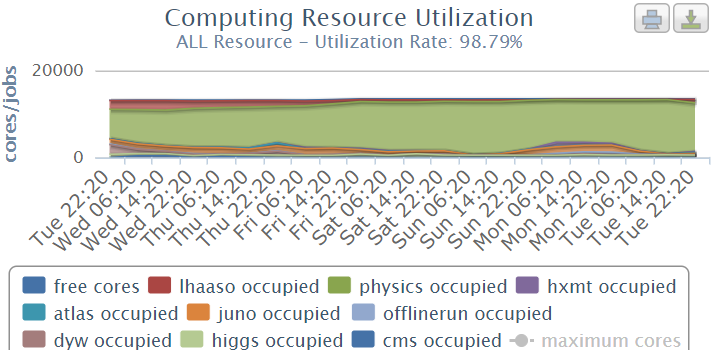 Computing Resource Utilization
ALL Resource – Utilization Rate: 98.79%
cores/jobs
20000
0
Tue 22:20
Wed 06:20
Wed 14:20
Wed 22:20
Thu 06:20
Thu 14:20
Thu 22:20
Fri 06:20
Fri 14:20
Fri 22:20
Sat 06:20
Sat 14:20
Sat 22:20
Sun 06:20
Sun 14:20
Sun 22:20
Mon 06:20
Mon 14:20
Mon 22:20
Tue 06:20
Tue 14:20
Tue 22:20
free cores lhaaso occupied physics occupied hxmt occupied
atlas occupied juno occupied offlinerun occupied
dyw occupied higgs occupied cms occupied maximum cores